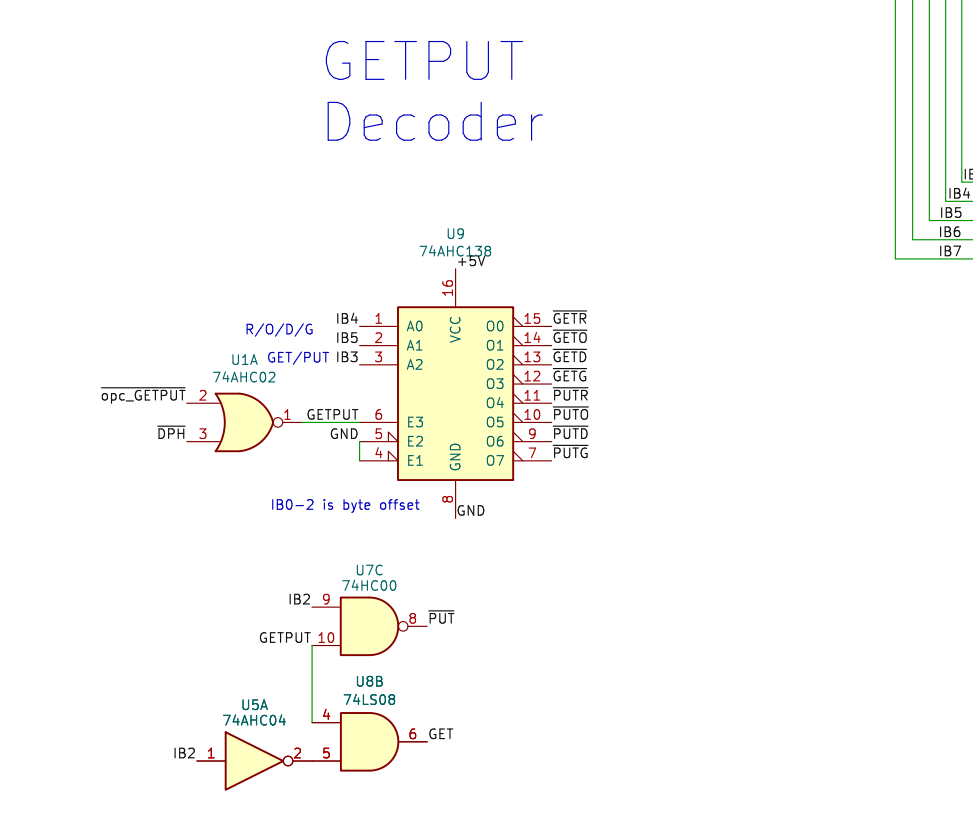 GETPUT
Decoder
IB
IB4
IB5
IB6
IB7
U9
74AHC138
+5V
16
IB4 1 A0 VCC O0 15 GETR
R/O/D/G
IB5 2 A1 O1 14 GETO
GET/PUT IB3 3 A2 O2 13 GETD
U1A
74AHC02
O3 12 GETG
opc_GETPUT 2
O4 11 PUTR
1 GETPUT 6 E3 O5 10 PUTO
DPH 3
GND 5 E2 O6 9 PUTD
4 E1 GND O7 7 PUTG
8
IB0-2 is byte offset
GND
U7C
74HC00
IB2 9
8 PUT
GETPUT 10
U8B
74LS08
4
6 GET
5
U5A
74AHC04
IB2 1 2